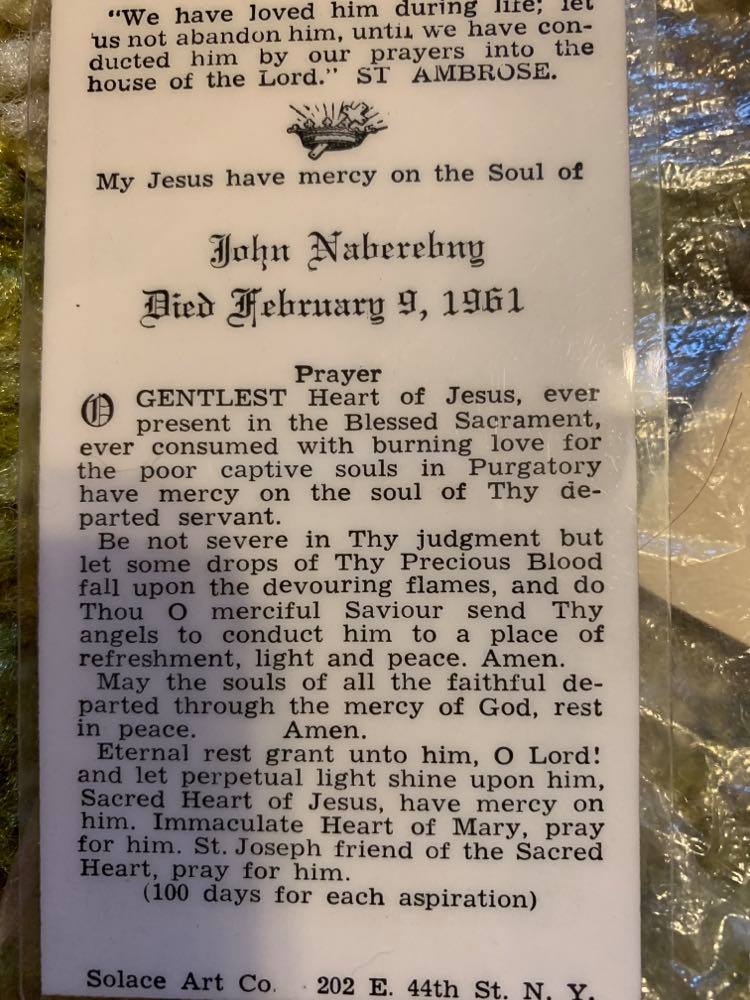 "We have loved him during life; let
us not abandon him, until we have con-
ducted him by our prayers into the
house of the Lord." ST AMBROSE.
My Jesus have mercy on the Soul of
John Naberebny
Died February 9, 1961
Prayer
O GENTLEST Heart of Jesus, ever
present in the Blessed Sacrament,
ever consumed with burning love for
the poor captive souls in Purgatory
have mercy on the soul of Thy de-
parted servant.
Be not severe in Thy judgment but
let some drops of Thy Precious Blood
fall upon the devouring flames, and do
Thou O merciful Saviour send Thy
angels to conduct him to a place of
refreshment, light and peace. Amen.
May the souls of all the faithful de-
parted through the mercy of God, rest
in peace. Amen.
Eternal rest grant unto him, O Lord!
and let perpetual light shine upon him,
Sacred Heart of Jesus, have mercy on
him. Immaculate Heart of Mary, pray
for him. St. Joseph friend of the Sacred
Heart, pray for him.
(100 days for each aspiration)
Solace Art Co. 202 E. 44th St. N. Y.